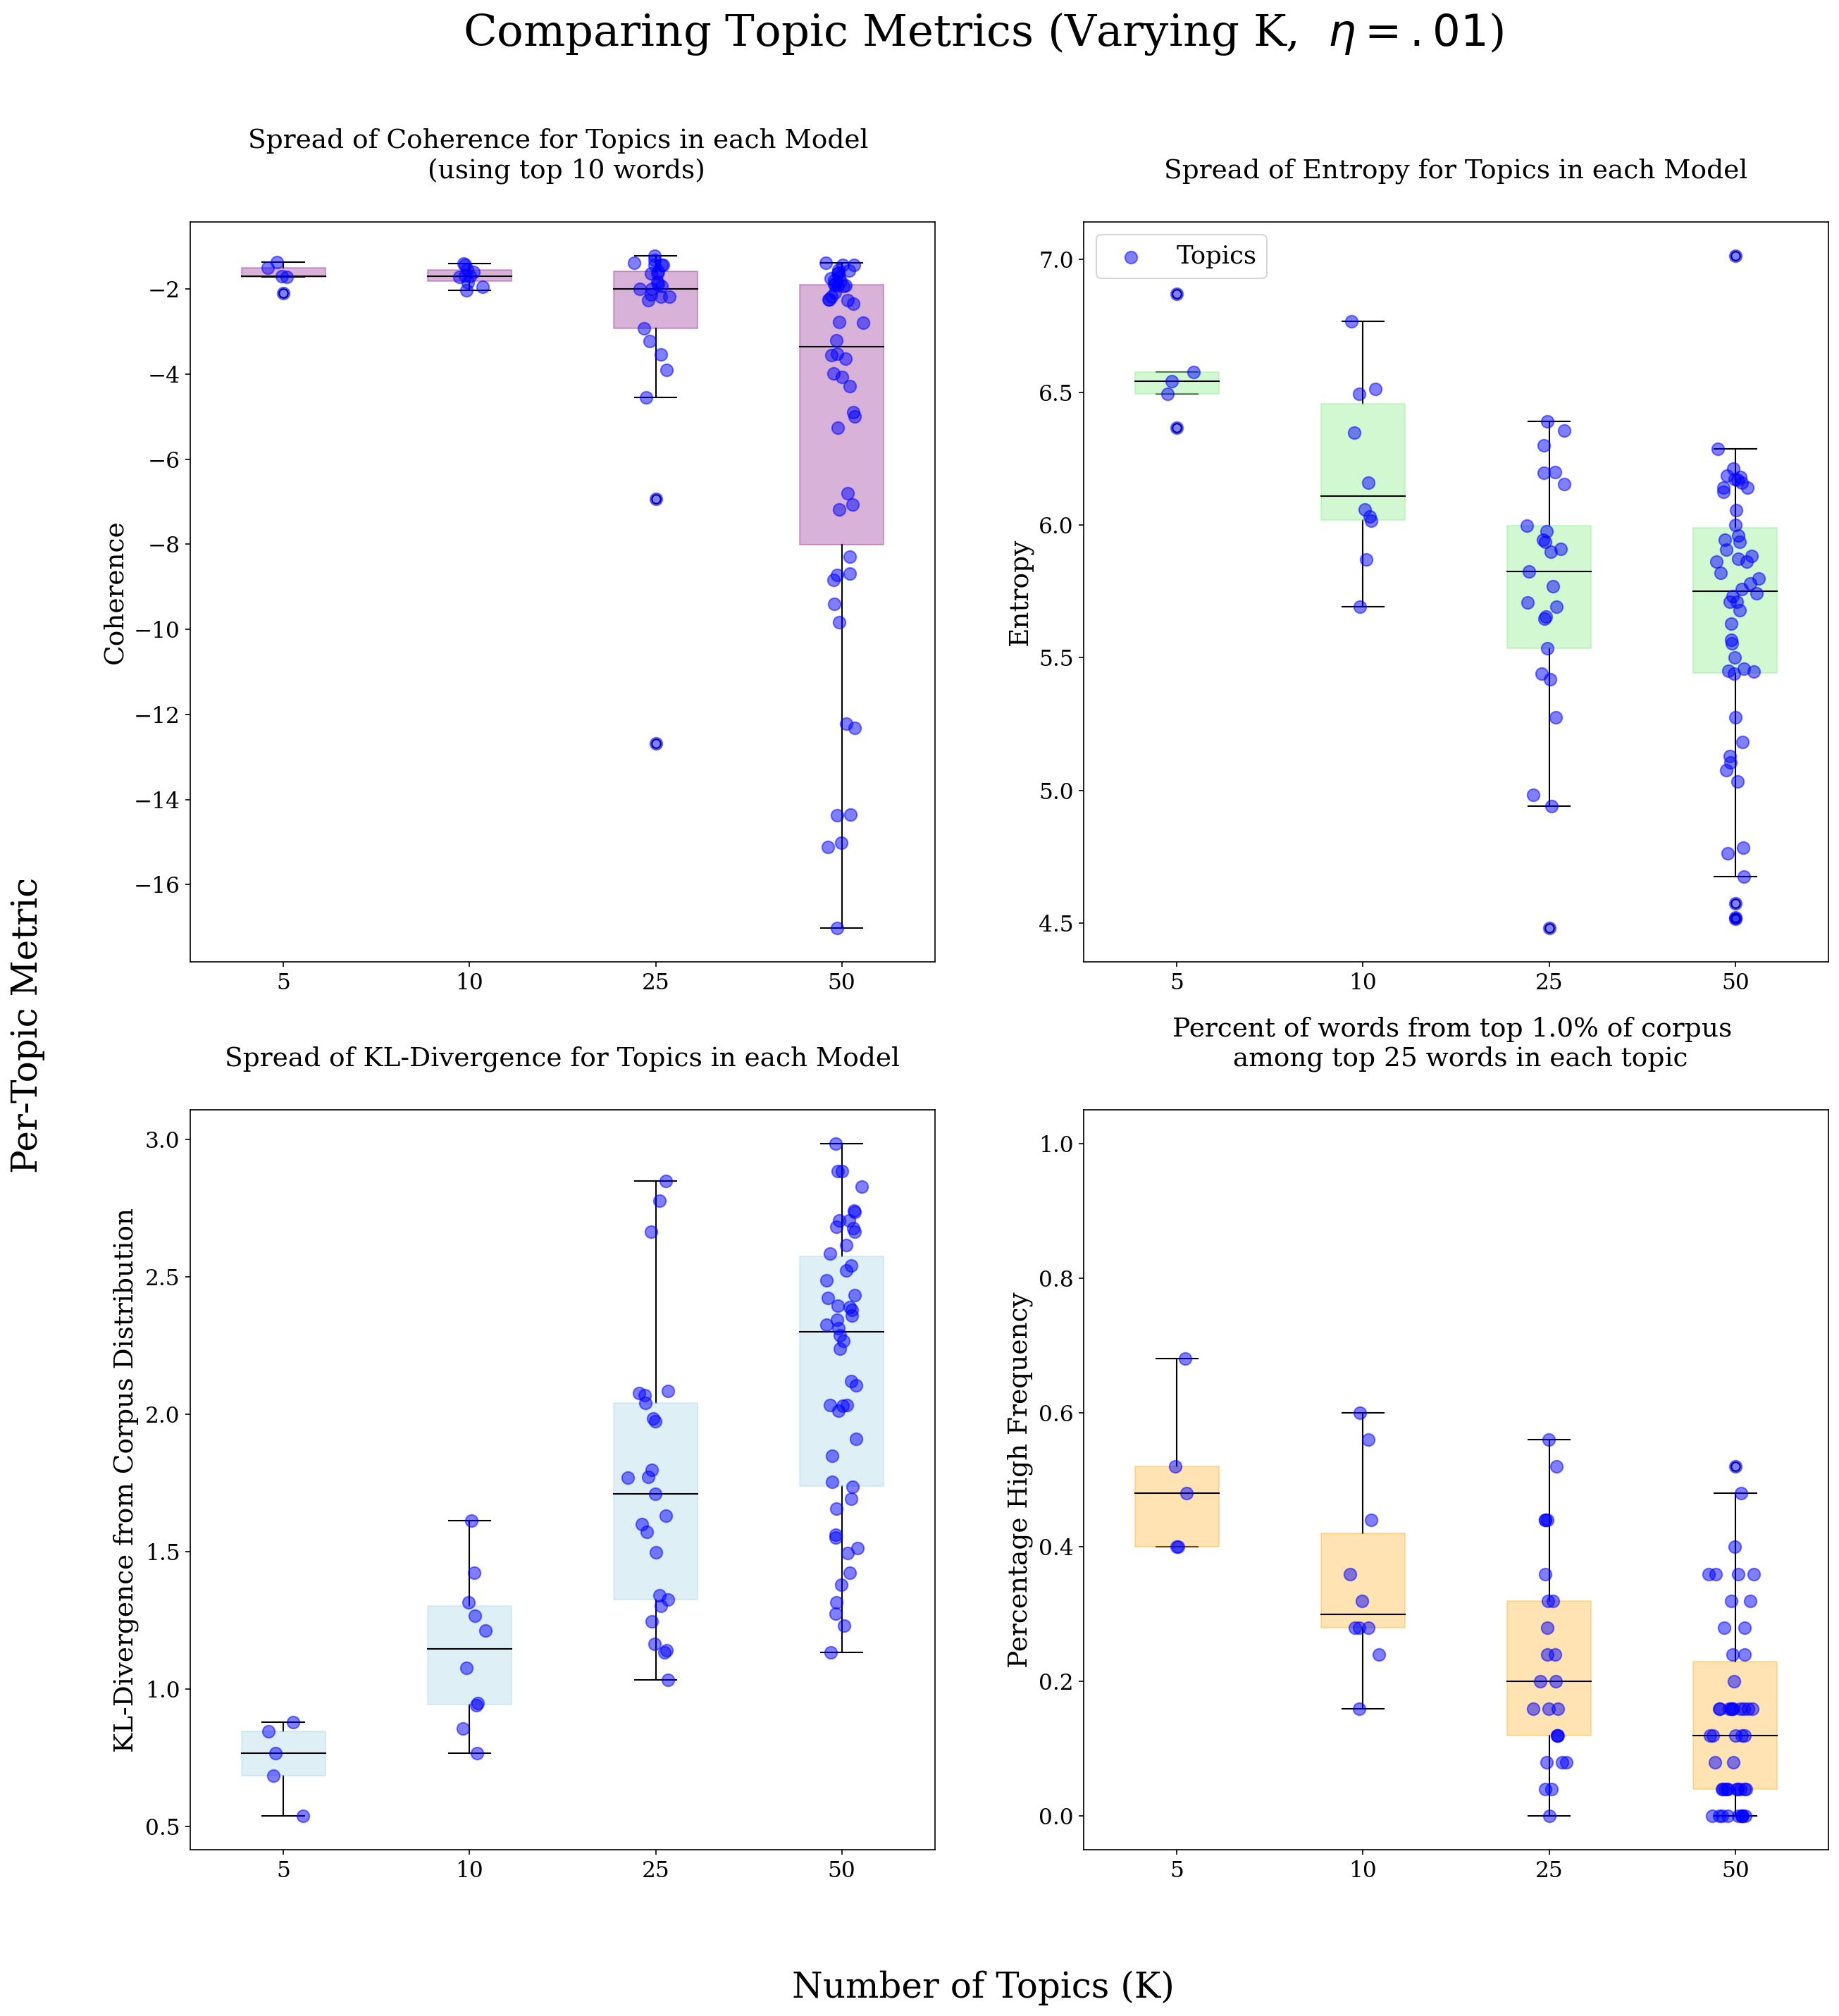 Comparing Topic Metrics (Varying K, η = .01)
Spread of Coherence for Topics in each Model
(using top 10 words)
Coherence
−2
−4
−6
−8
−10
−12
−14
−16
5 10 25 50
Spread of Entropy for Topics in each Model
Topics
Entropy
7.0
6.5
6.0
5.5
5.0
4.5
5 10 25 50
Per-Topic Metric
Spread of KL-Divergence for Topics in each Model
KL-Divergence from Corpus Distribution
3.0
2.5
2.0
1.5
1.0
0.5
5 10 25 50
Percent of words from top 1.0% of corpus
among top 25 words in each topic
Percentage High Frequency
1.0
0.8
0.6
0.4
0.2
0.0
5 10 25 50
Number of Topics (K)